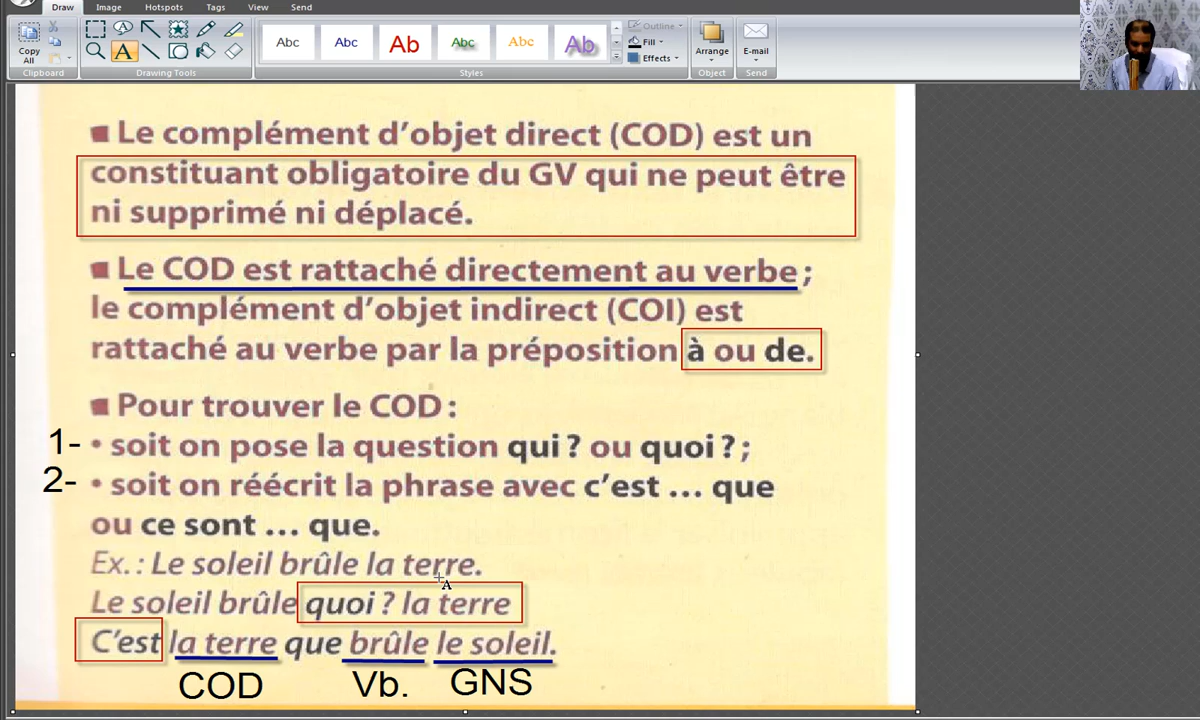 Draw Image Hotspots Tags View Send
Copy All
Clipboard
Drawing Tools
Abc Abc Ab Abc Abc Ab
Styles
Outline
Fill
Effects
Arrange
Object
E-mail
Send
Le complément d'objet direct (COD) est un
constituant obligatoire du GV qui ne peut être
ni supprimé ni déplacé.
Le COD est rattaché directement au verbe ;
le complément d'objet indirect (COI) est
rattaché au verbe par la préposition à ou de.
Pour trouver le COD :
1- • soit on pose la question qui ? ou quoi ? ;
2- • soit on réécrit la phrase avec c'est ... que
ou ce sont ... que.
Ex. : Le soleil brûle la terre.
Le soleil brûle quoi ? la terre
C'est la terre que brûle le soleil.
COD Vb. GNS